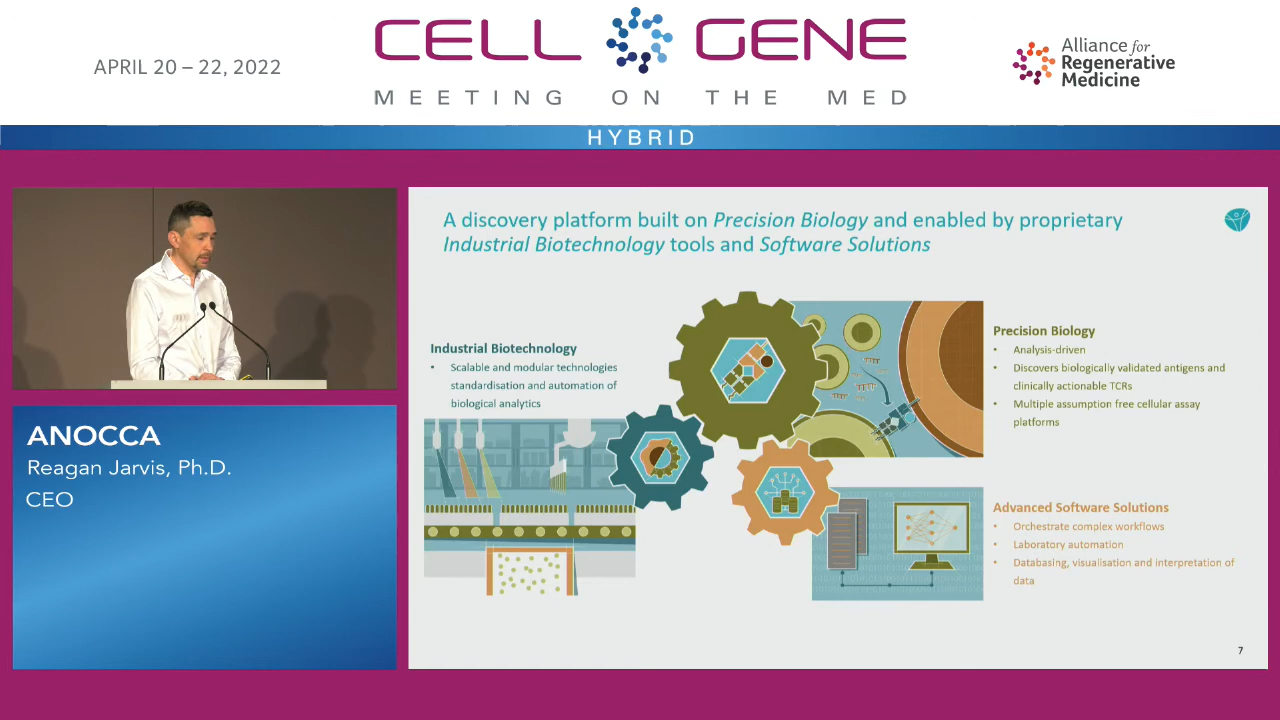 APRIL 20 – 22, 2022
CELL GENE
MEETING ON THE MED
Alliance for
Regenerative
Medicine
HYBRID
ANOCCA
Reagan Jarvis, Ph.D.
CEO
A discovery platform built on Precision Biology and enabled by proprietary
Industrial Biotechnology tools and Software Solutions
Industrial Biotechnology
• Scalable and modular technologies
standardisation and automation of
biological analytics
Precision Biology
• Analysis-driven
• Discovers biologically validated antigens and
clinically actionable TCRs
• Multiple assumption free cellular assay
platforms
Advanced Software Solutions
• Orchestrate complex workflows
• Laboratory automation
• Databasing, visualisation and interpretation of
data
7